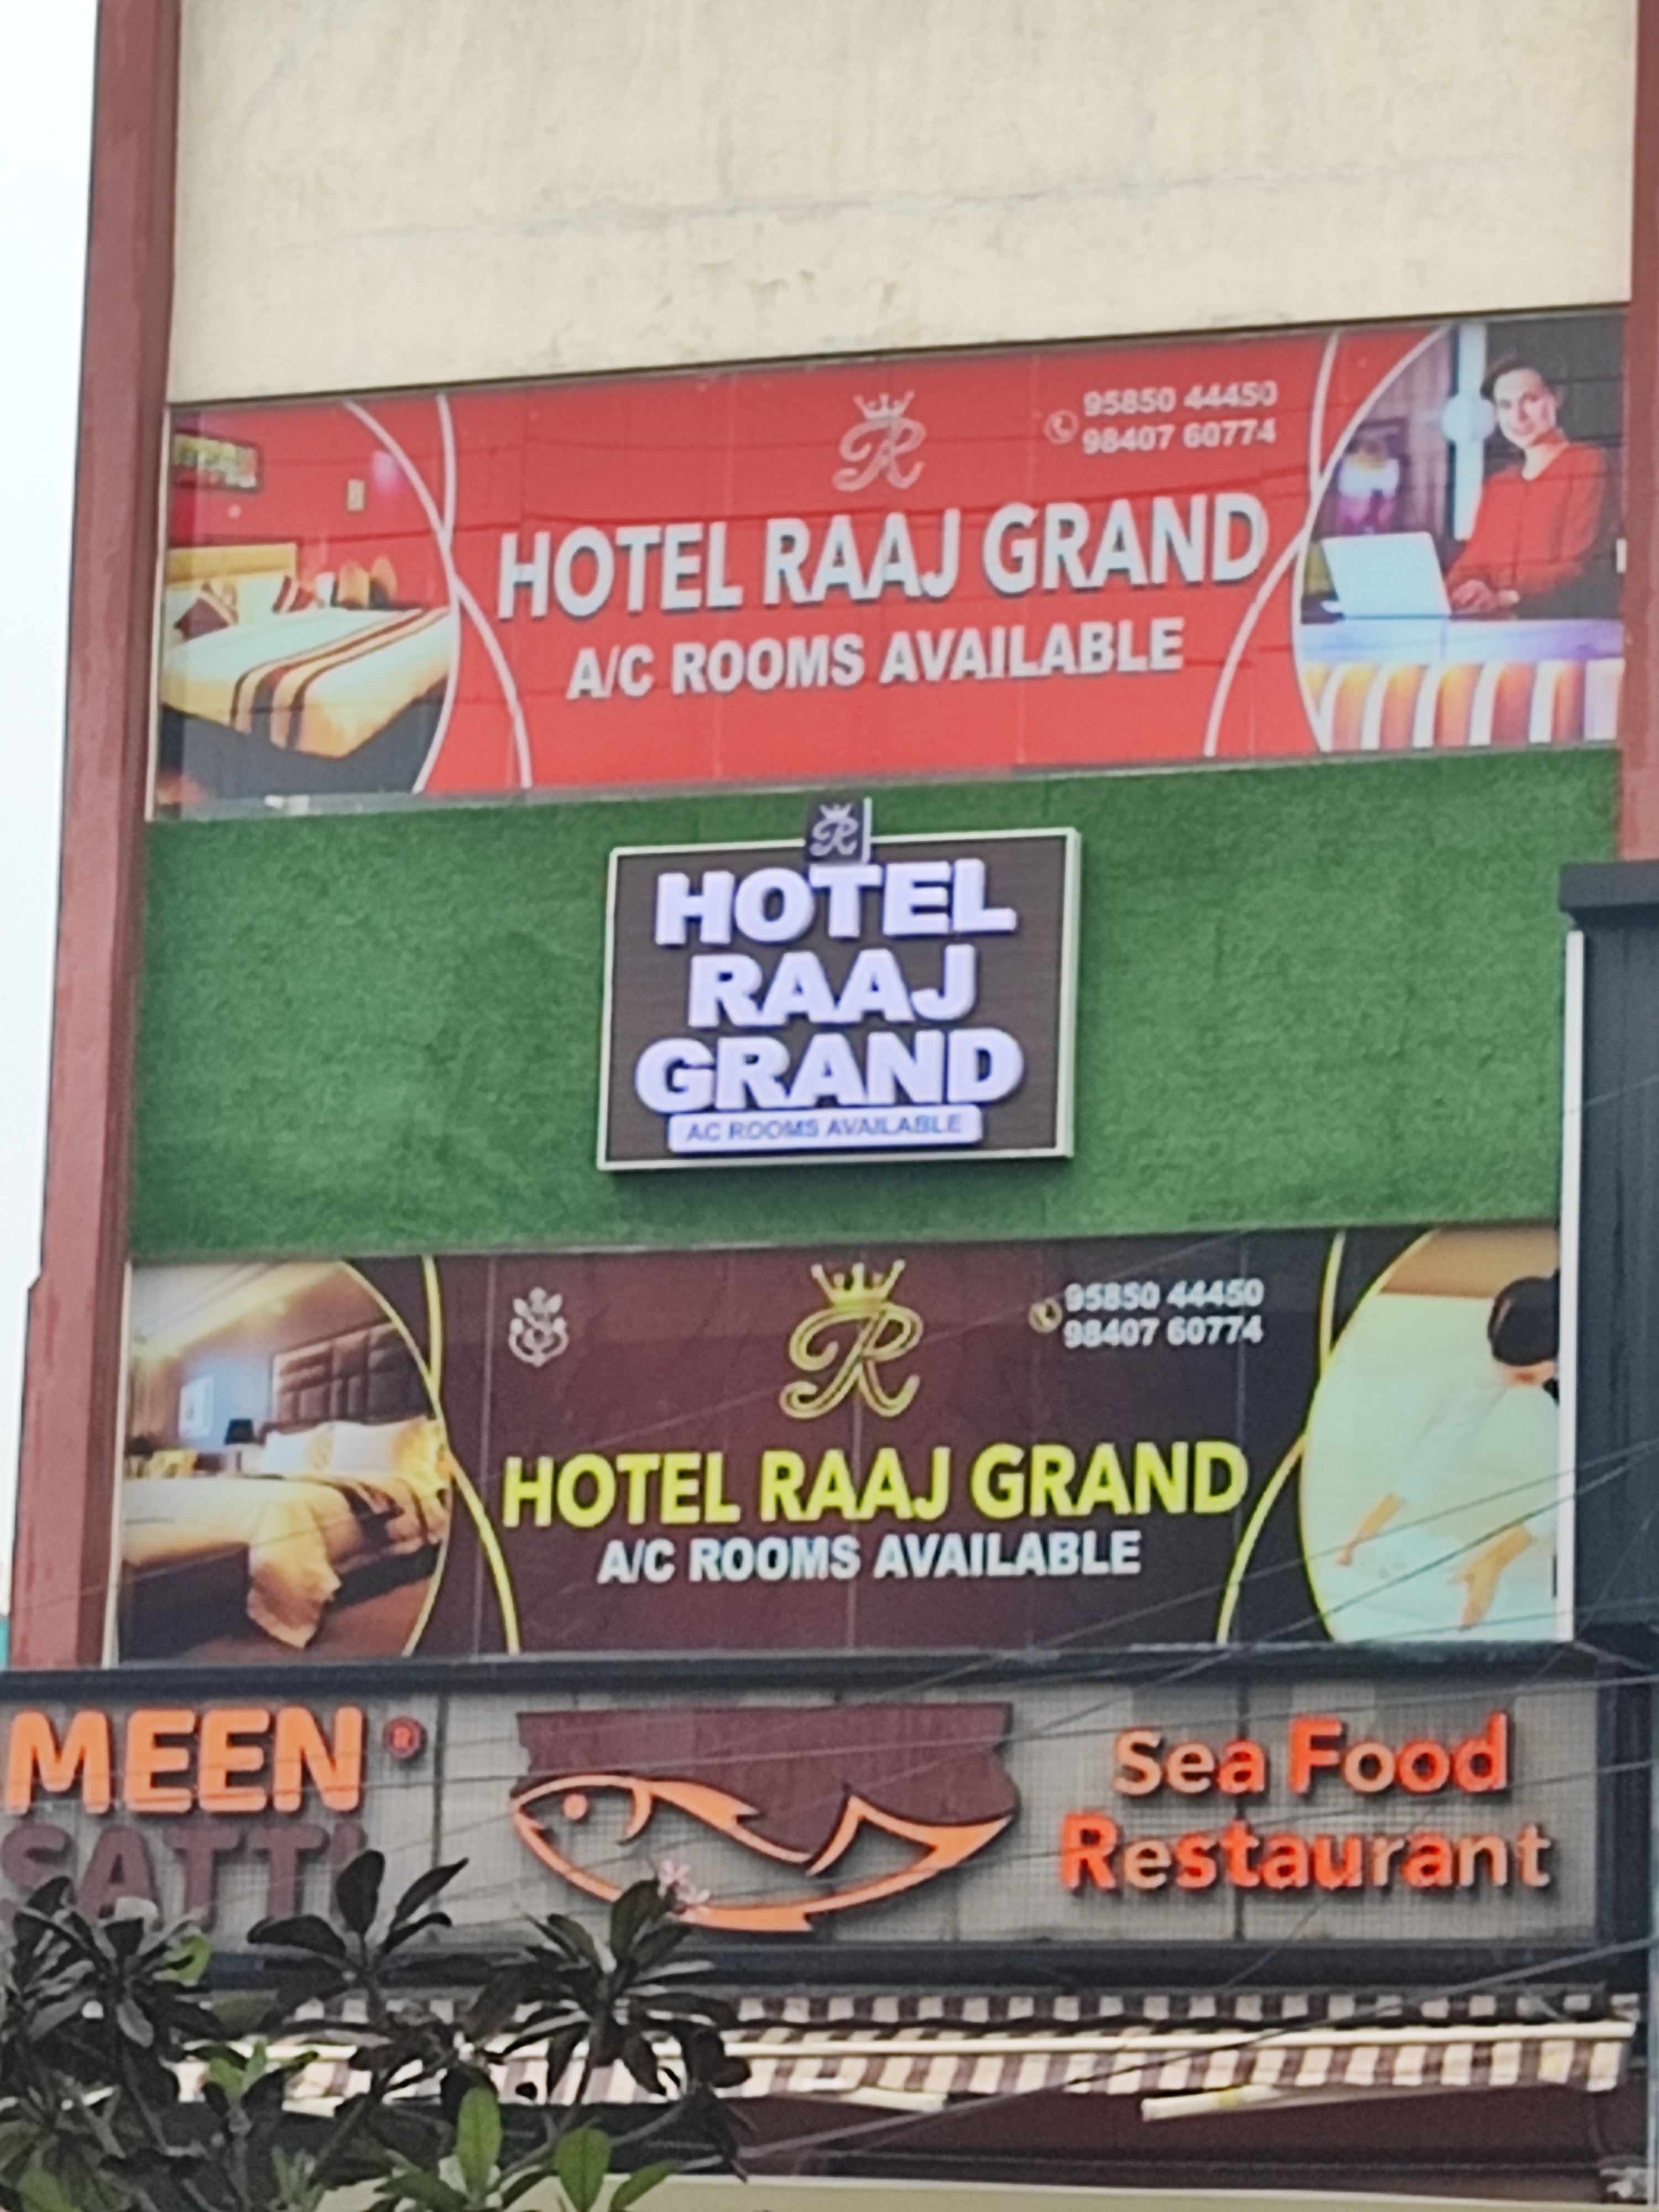 R
95850 44450
98407 60774
HOTEL RAAJ GRAND
A/C ROOMS AVAILABLE
R
HOTEL
RAAJ
GRAND
AC ROOMS AVAILABLE
R
95850 44450
98407 60774
HOTEL RAAJ GRAND
A/C ROOMS AVAILABLE
MEEN ®
SATTI
Sea Food
Restaurant